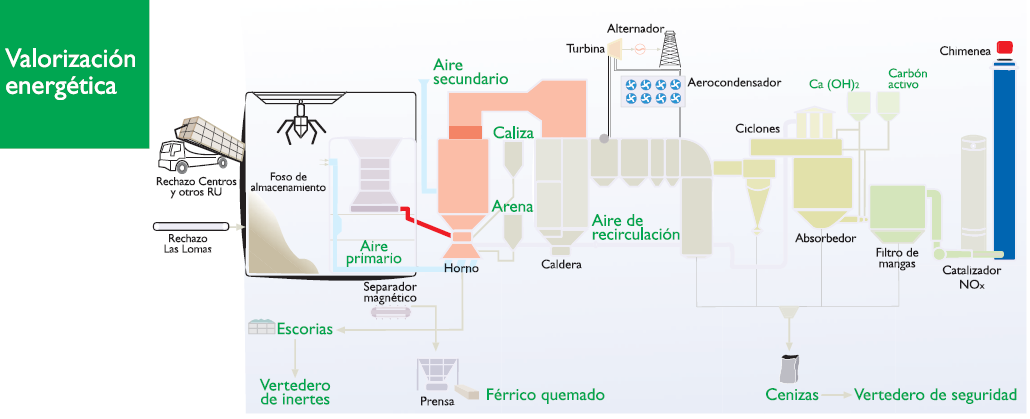 Valorización
energética
Rechazo Centros
y otros RU
Rechazo
Las Lomas
Foso de
almacenamiento
Aire
primario
Aire
secundario
Caliza
Arena
Horno
Caldera
Aire de
recirculación
Turbina
Alternador
Aerocondensador
Ciclones
Ca (OH)2
Carbón
activo
Absorbedor
Filtro de
mangas
Catalizador
NOx
Chimenea
Separador
magnético
Escorias
Vertedero
de inertes
Prensa
Férrico quemado
Cenizas
Vertedero de seguridad